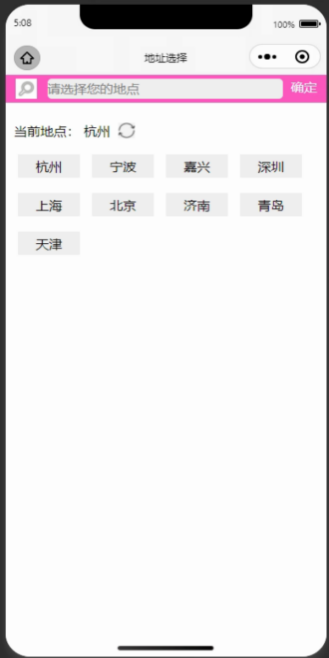 5:08 100%
地址选择
请选择您的地点 确定
当前地点： 杭州
杭州 宁波 嘉兴 深圳
上海 北京 济南 青岛
天津